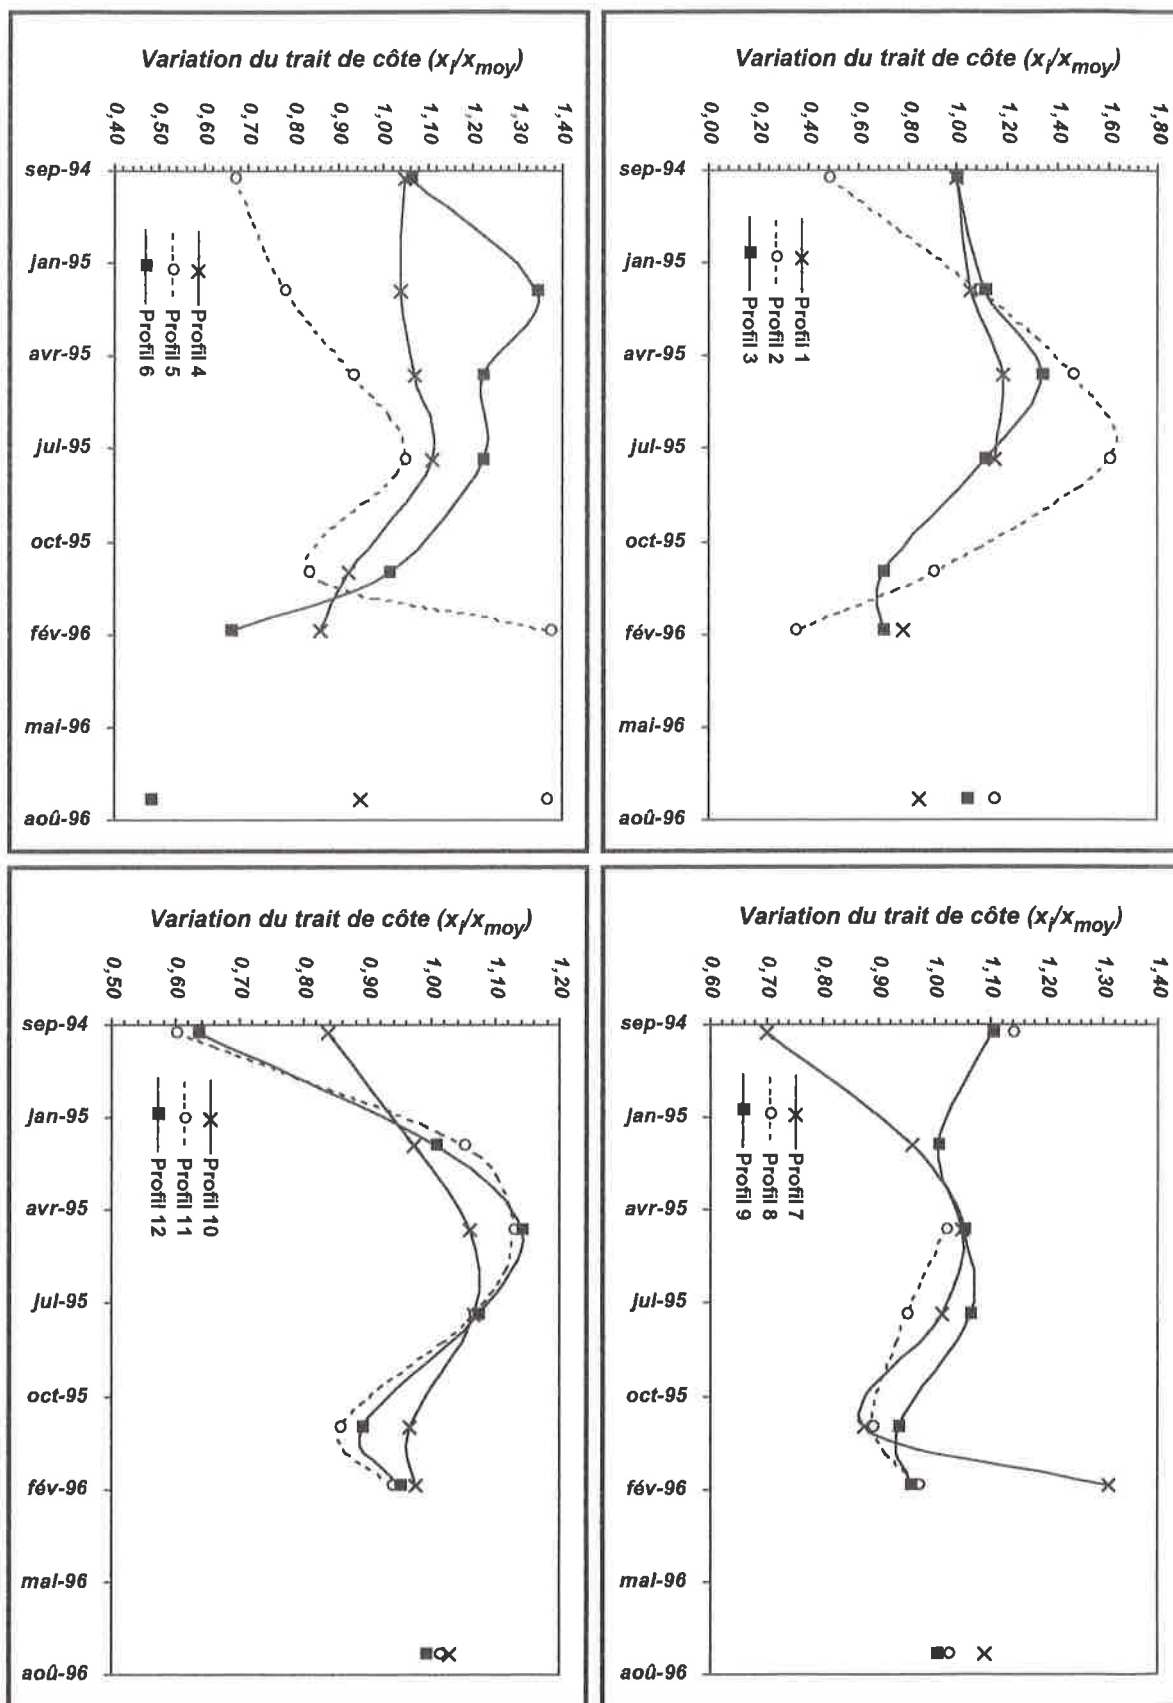 Variation du trait de côte (xi/xmoy)
0,00 0,20 0,40 0,60 0,80 1,00 1,20 1,40 1,60 1,80
sep-94
jan-95
avr-95
jul-95
oct-95
fév-96
mai-96
aoû-96
Profil 1
Profil 2
Profil 3
Variation du trait de côte (xi/xmoy)
0,60 0,70 0,80 0,90 1,00 1,10 1,20 1,30 1,40
sep-94
jan-95
avr-95
jul-95
oct-95
fév-96
mai-96
aoû-96
Profil 7
Profil 8
Profil 9
Variation du trait de côte (xi/xmoy)
0,40 0,50 0,60 0,70 0,80 0,90 1,00 1,10 1,20 1,30 1,40
sep-94
jan-95
avr-95
jul-95
oct-95
fév-96
mai-96
aoû-96
Profil 4
Profil 5
Profil 6
Variation du trait de côte (xi/xmoy)
0,50 0,60 0,70 0,80 0,90 1,00 1,10 1,20
sep-94
jan-95
avr-95
jul-95
oct-95
fév-96
mai-96
aoû-96
Profil 10
Profil 11
Profil 12